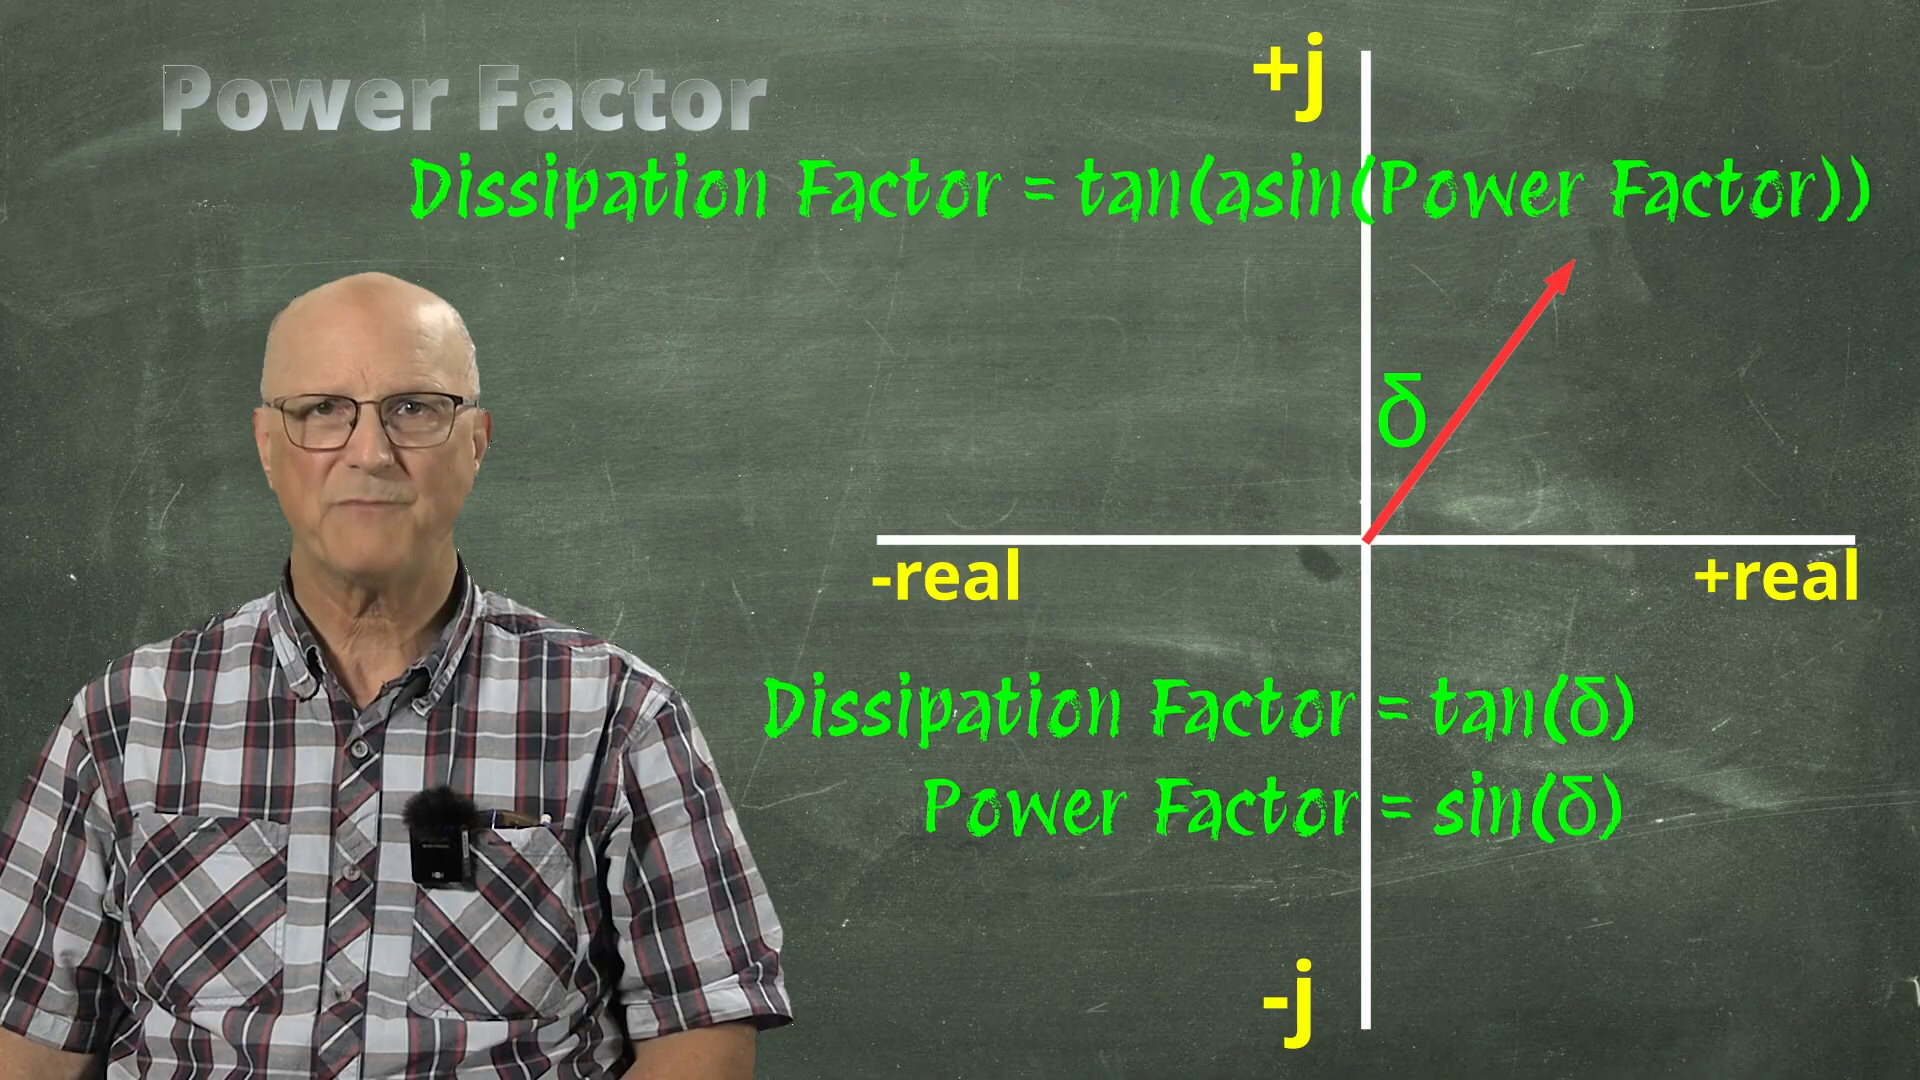 Power Factor
+j
Dissipation Factor = tan(asin(Power Factor))
δ
-real
+real
Dissipation Factor = tan(δ)
Power Factor = sin(δ)
-j